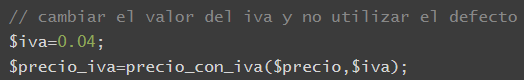 // cambiar el valor del iva y no utilizar el defecto
$iva=0.04;
$precio_iva=precio_con_iva($precio,$iva);